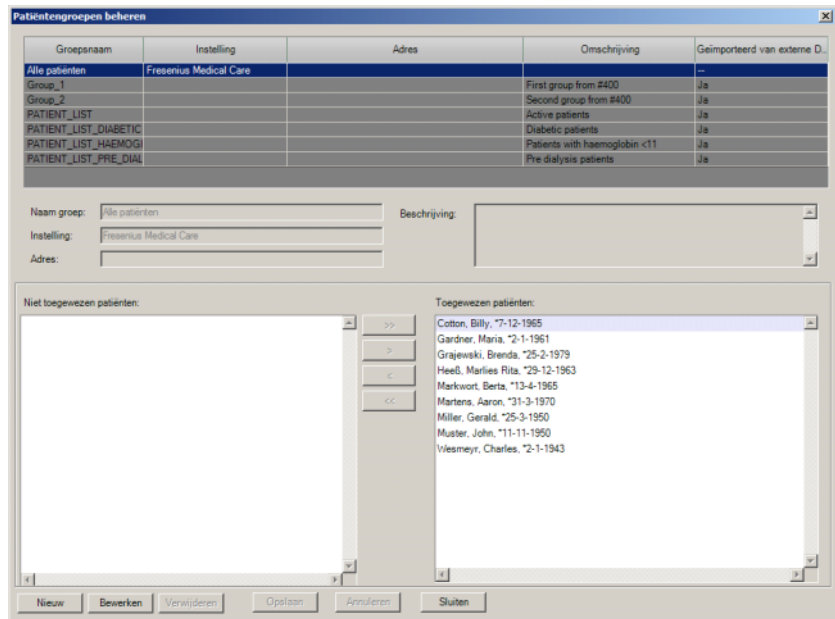 Patiëntengroepen beheren
Groepsnaam Instelling Adres Omschrijving Geïmporteerd van externe D..
Alle patiënten Fresenius Medical Care --
Group_1 First group from #400 Ja
Group_2 Second group from #400 Ja
PATIENT_LIST Active patients Ja
PATIENT_LIST_DIABETIC Diabetic patients Ja
PATIENT_LIST_HAEMOGI Patients with haemoglobin <11 Ja
PATIENT_LIST_PRE_DIAL Pre dialysis patients Ja
Naam groep: Alle patiënten Beschrijving:
Instelling: Fresenius Medical Care
Adres:
Niet toegewezen patiënten: Toegewezen patiënten:
>>
>
<
<<
Cotton, Billy, *7-12-1965
Gardner, Maria, *2-1-1961
Grajewski, Brenda, *25-2-1979
Heeß, Marlies Rita, *29-12-1963
Markwort, Berta, *13-4-1965
Martens, Aaron, *31-3-1970
Miller, Gerald, *25-3-1950
Muster, John, *11-11-1950
Wesmeyr, Charles, *2-1-1943
Nieuw Bewerken Verwijderen Opslaan Annuleren Sluiten